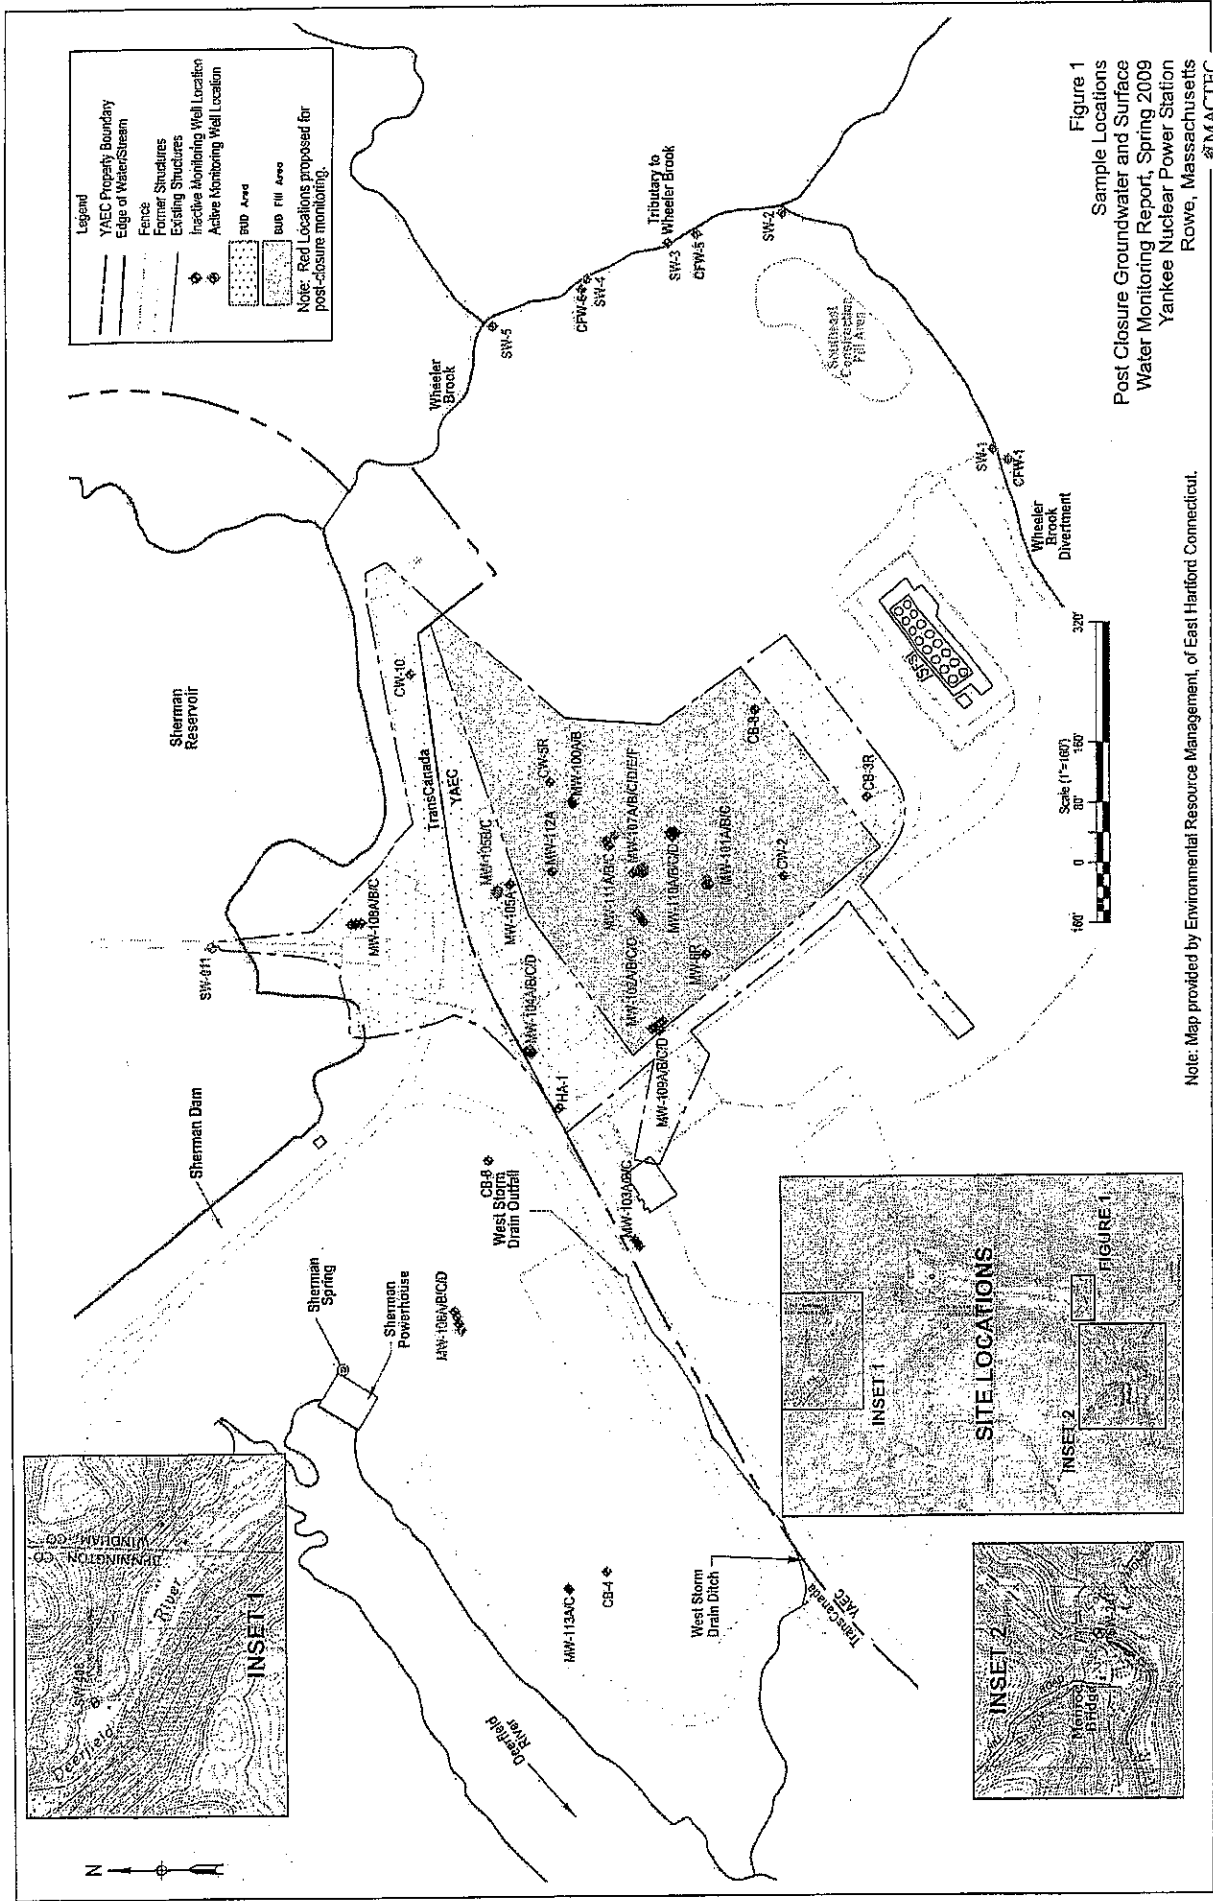 Legend
YAEC Property Boundary
Edge of Water/Stream
Fence
Former Structures
Existing Structures
Inactive Monitoring Well Location
Active Monitoring Well Location
BUD Area
BUD Fill Area
Note: Red Locations proposed for
post-closure monitoring.
N
Deerfield
River
BENNINGTON CO
WINDHAM CO
INSET 1
Sherman Dam
Sherman
Reservoir
Wheeler
Brook
SW-011
MW-108A/B/C
CW-10
TransCanada
YAEC
SW-5
CFW-6
SW-4
Tributary to
Wheeler Brook
SW-3
CFW-5
SW-2
Sherman
Spring
Sherman
Powerhouse
MW-106A/B/C/D
CB-8
West Storm
Drain Outfall
HA-1
MW-104A/B/C/D
MW-105B/C
MW-105A
MW-112A
CW-5R
MW-100A/B
MW-111A/B/C
MW-107A/B/C/D/E/F
MW-110A/B/C/D
MW-102A/B/C/D
MW-101A/B/C
MW-6R
MW-109A/B/C/D
MW-103A/B/C
CW-2
CB-3R
Southeast
Construction
Fill Area
Deerfield
River
MW-113A/C
CB-4
West Storm
Drain Ditch
TransCanada
YAEC
ISFSI
SW-1
CFW-1
Wheeler
Brook
Divertment
INSET 2
Monroe
Bridge
INSET 1
SITE LOCATIONS
INSET 2
FIGURE 1
Scale (1"=160')
160' 0 80' 160' 320'
Note: Map provided by Environmental Resource Management, of East Hartford Connecticut.
Figure 1
Sample Locations
Post Closure Groundwater and Surface
Water Monitoring Report, Spring 2009
Yankee Nuclear Power Station
Rowe, Massachusetts
MACTEC